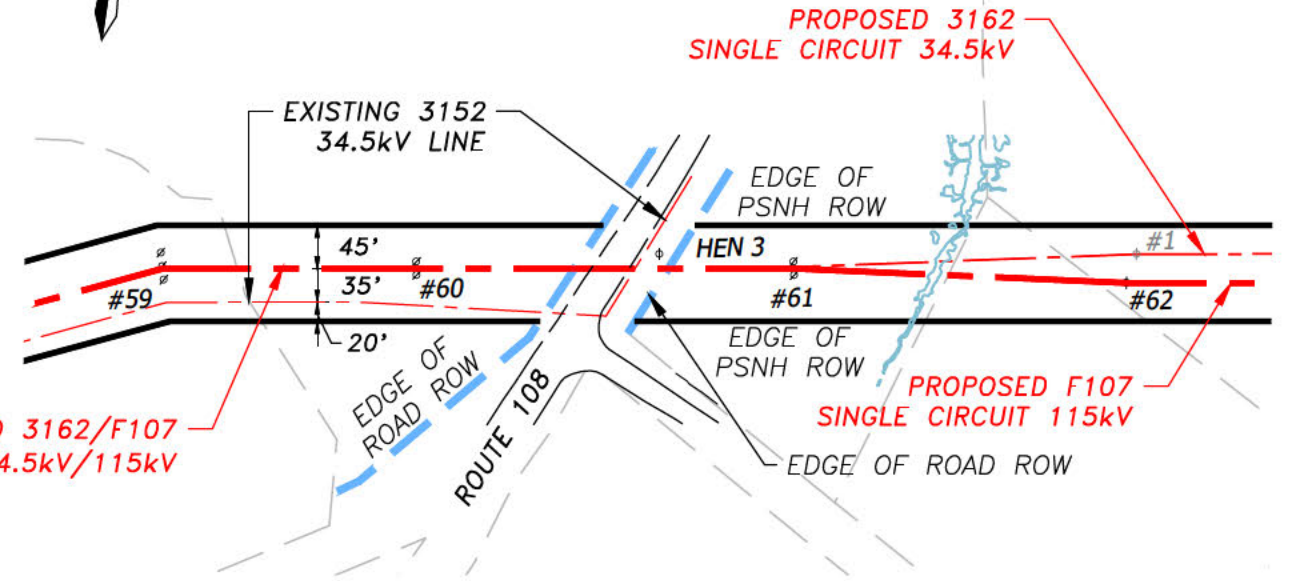 PROPOSED 3162
SINGLE CIRCUIT 34.5kV
EXISTING 3152
34.5kV LINE
EDGE OF
PSNH ROW
45'
HEN 3
#1
35'
#59
#60
#61
#62
20'
EDGE OF
PSNH ROW
EDGE OF
ROAD ROW
ROUTE 108
PROPOSED F107
SINGLE CIRCUIT 115kV
3162/F107
4.5kV/115kV
EDGE OF ROAD ROW